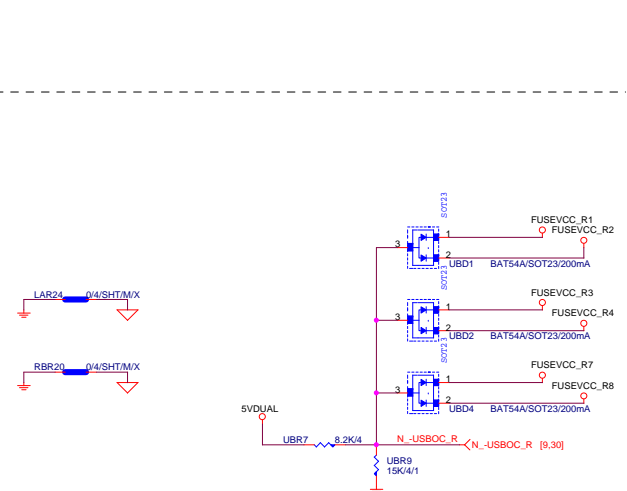 SOT23
FUSEVCC_R1
FUSEVCC_R2
3
1
2
UBD1
BAT54A/SOT23/200mA
SOT23
LAR24
0/4/SHT/M/X
FUSEVCC_R3
FUSEVCC_R4
3
1
2
UBD2
BAT54A/SOT23/200mA
SOT23
RBR20
0/4/SHT/M/X
FUSEVCC_R7
FUSEVCC_R8
3
1
2
UBD4
BAT54A/SOT23/200mA
5VDUAL
UBR7
8.2K/4
N_-USBOC_R
N_-USBOC_R [9,30]
UBR9
15K/4/1